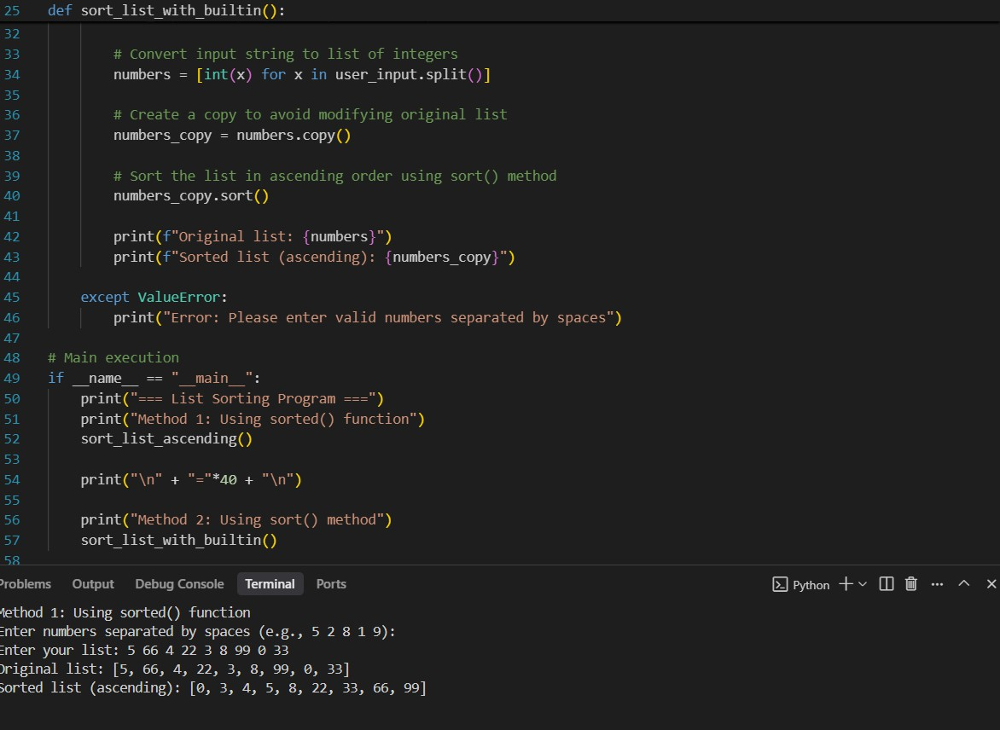 25 def sort_list_with_builtin():
32
33 # Convert input string to list of integers
34 numbers = [int(x) for x in user_input.split()]
35
36 # Create a copy to avoid modifying original list
37 numbers_copy = numbers.copy()
38
39 # Sort the list in ascending order using sort() method
40 numbers_copy.sort()
41
42 print(f"Original list: {numbers}")
43 print(f"Sorted list (ascending): {numbers_copy}")
44
45 except ValueError:
46 print("Error: Please enter valid numbers separated by spaces")
47
48 # Main execution
49 if __name__ == "__main__":
50 print("=== List Sorting Program ===")
51 print("Method 1: Using sorted() function")
52 sort_list_ascending()
53
54 print("\n" + "="*40 + "\n")
55
56 print("Method 2: Using sort() method")
57 sort_list_with_builtin()
58
Problems Output Debug Console Terminal Ports Python
Method 1: Using sorted() function
Enter numbers separated by spaces (e.g., 5 2 8 1 9):
Enter your list: 5 66 4 22 3 8 99 0 33
Original list: [5, 66, 4, 22, 3, 8, 99, 0, 33]
Sorted list (ascending): [0, 3, 4, 5, 8, 22, 33, 66, 99]